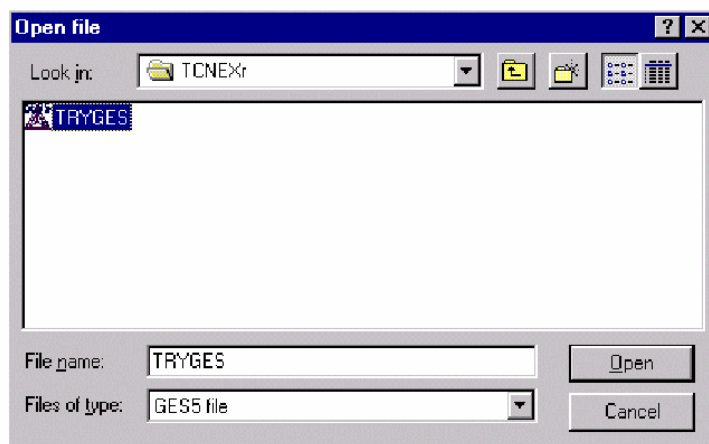 Open file
Look in: TCNEXr
TRYGES
File name: TRYGES Open
Files of type: GES5 file Cancel